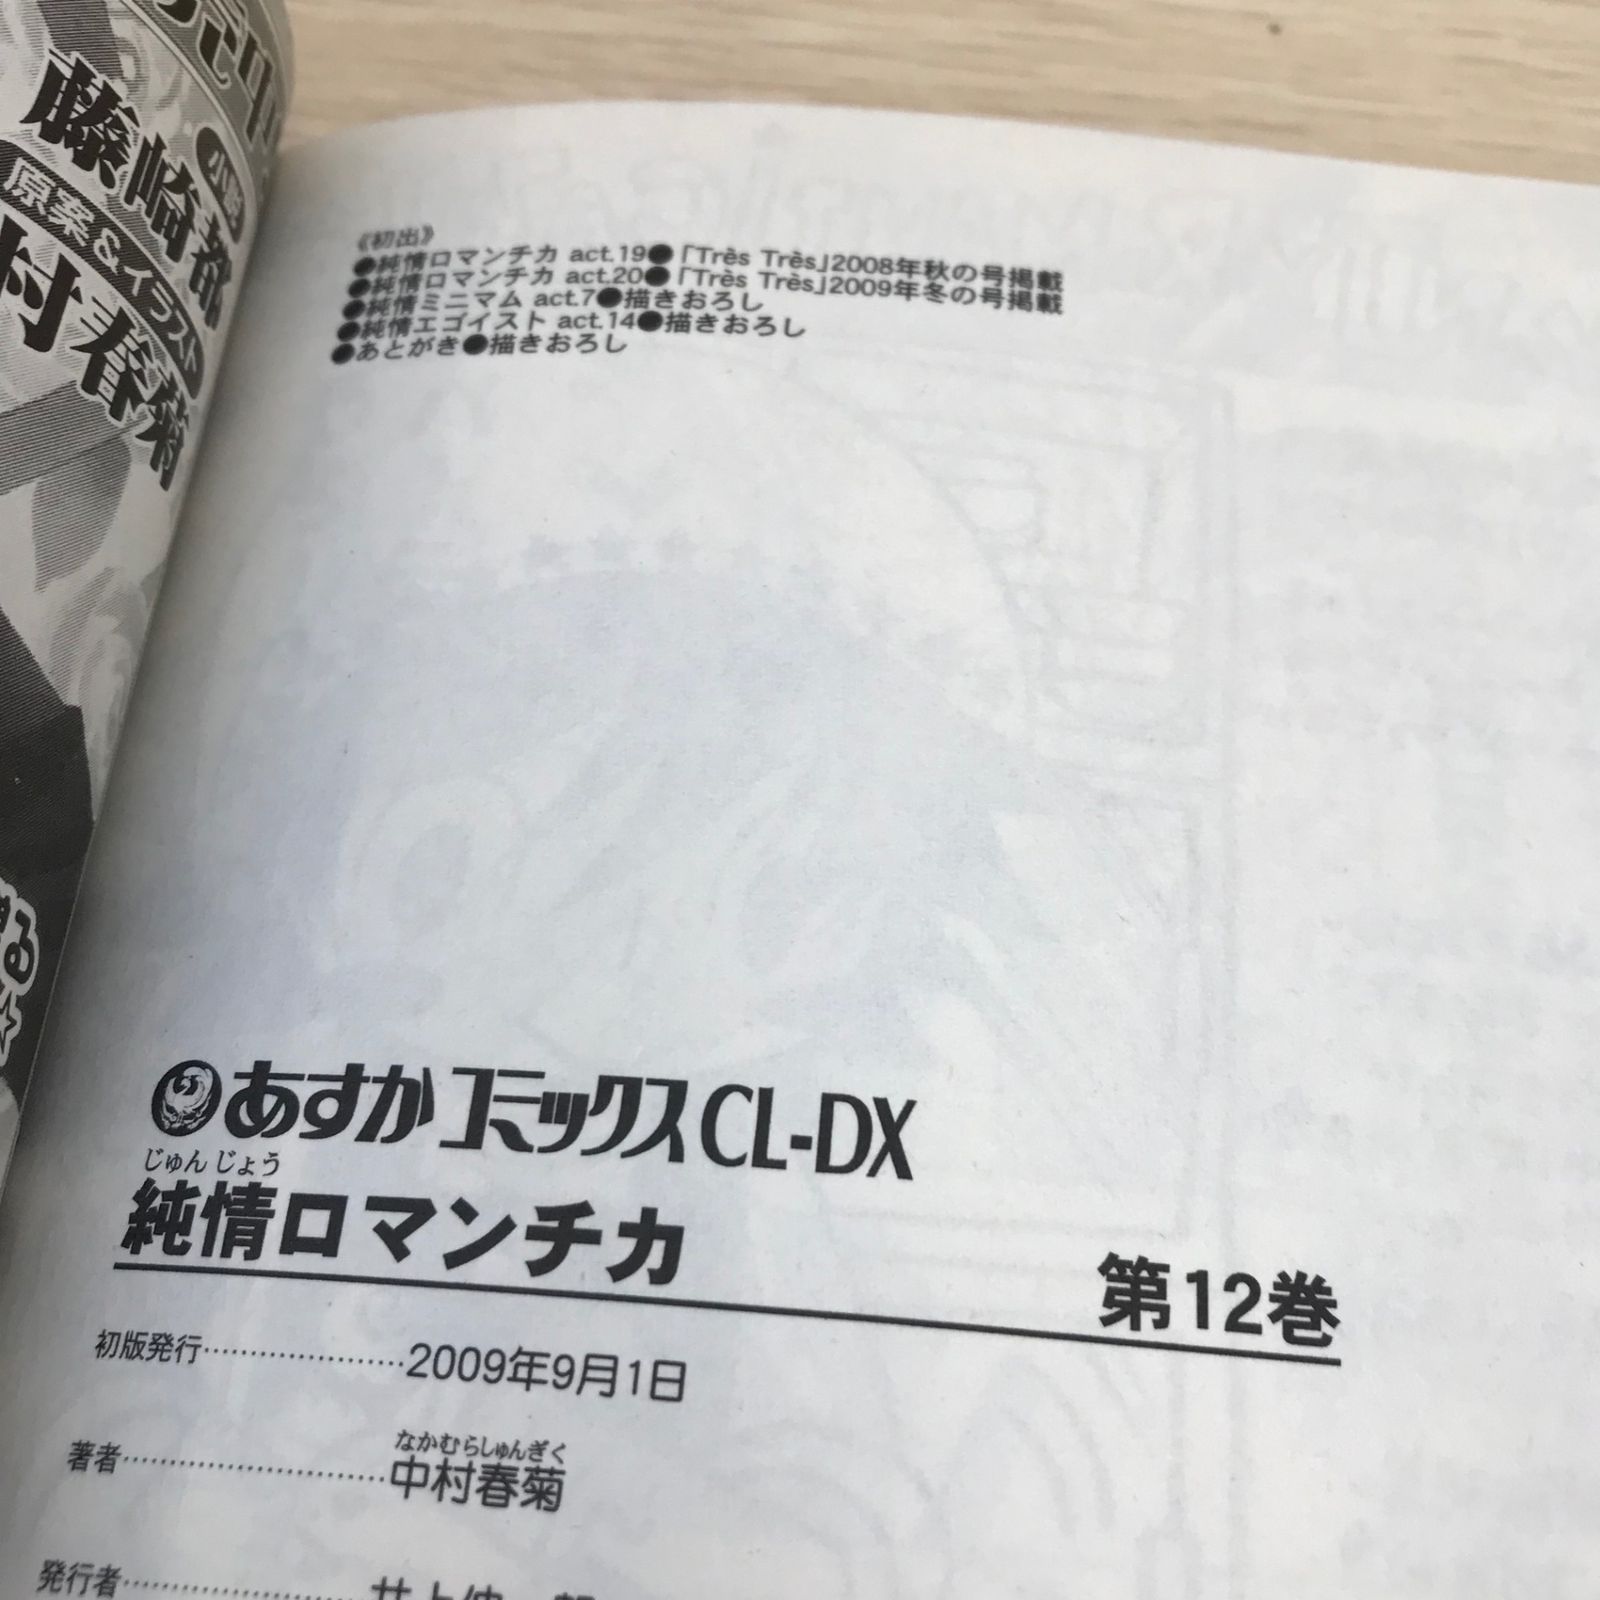 小説
藤崎都
原案&イラスト
村春菊
《初出》
●純情ロマンチカ act.19●「Très Très」2008年秋の号掲載
●純情ロマンチカ act.20●「Très Très」2009年冬の号掲載
●純情ミニマム act.7●描きおろし
●純情エゴイスト act.14●描きおろし
●あとがき●描きおろし
あすかコミックスCL-DX
じゅんじょう
純情ロマンチカ 第12巻
初版発行…………………2009年9月1日
なかむらしゅんぎく
著者………………………中村春菊
発行者……………………井上伸一郎